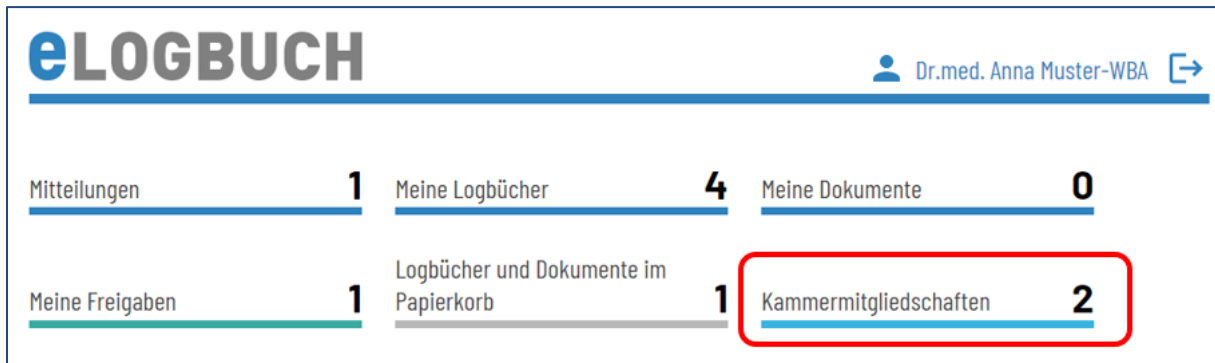 eLOGBUCH
Dr.med. Anna Muster-WBA
Mitteilungen 1
Meine Logbücher 4
Meine Dokumente 0
Meine Freigaben 1
Logbücher und Dokumente im
Papierkorb 1
Kammermitgliedschaften 2